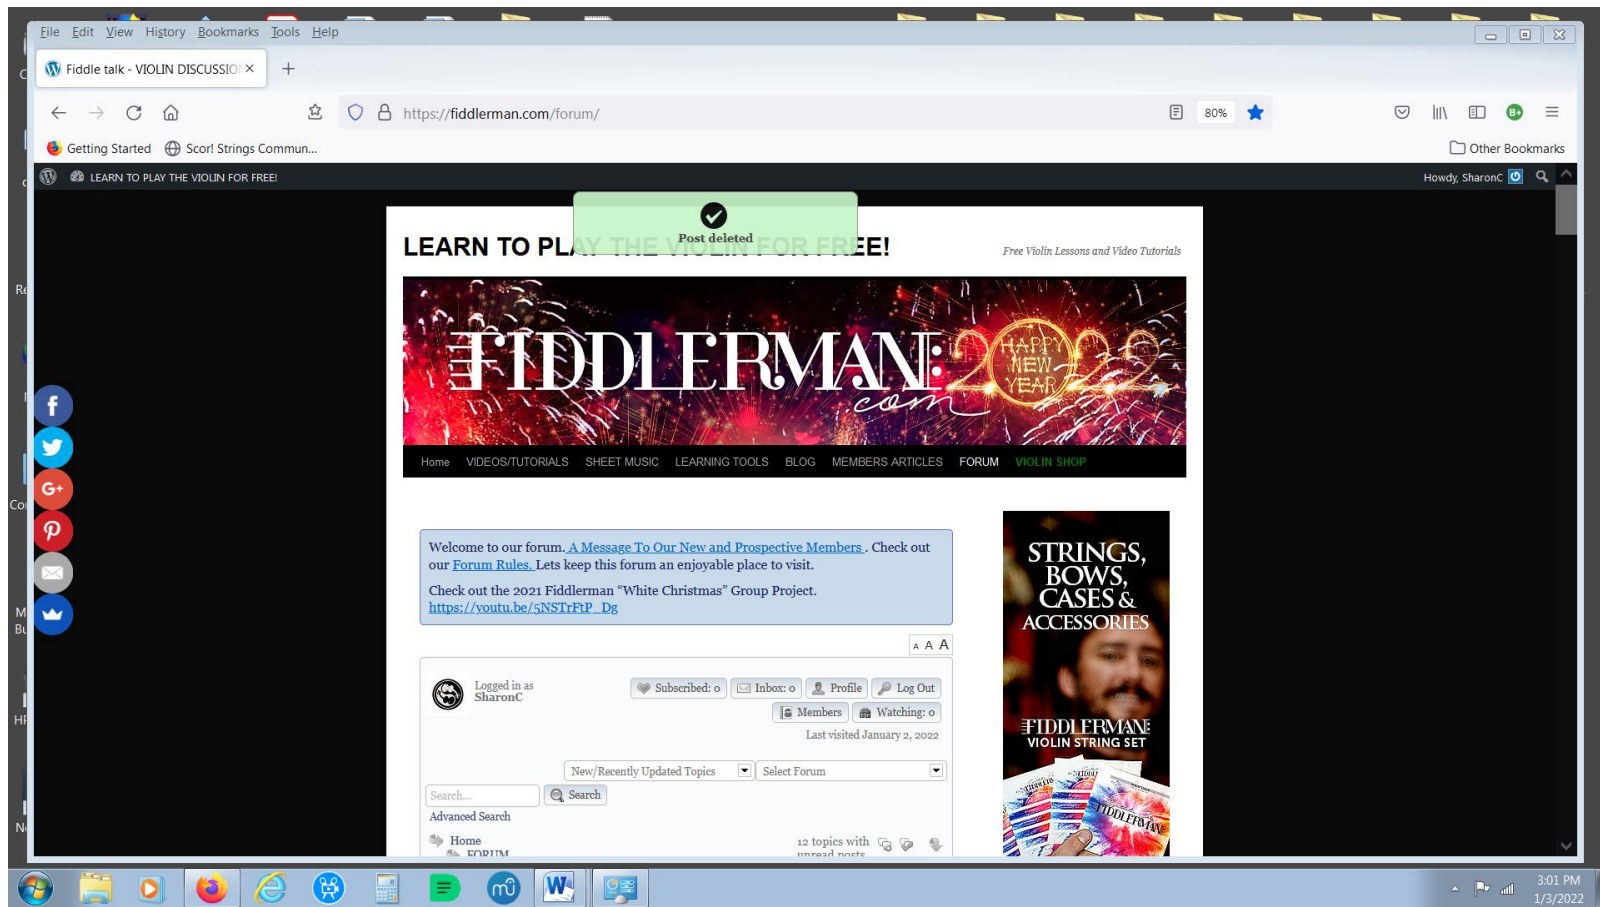 File Edit View History Bookmarks Tools Help
Fiddle talk - VIOLIN DISCUSSION
https://fiddlerman.com/forum/
80%
B+
Getting Started
Scor! Strings Commun...
Other Bookmarks
LEARN TO PLAY THE VIOLIN FOR FREE!
Howdy, SharonC
Post deleted
LEARN TO PLAY THE VIOLIN FOR FREE!
Free Violin Lessons and Video Tutorials
FIDDLERMAN:
.com
2022
HAPPY
NEW
YEAR
Home VIDEOS/TUTORIALS SHEET MUSIC LEARNING TOOLS BLOG MEMBERS ARTICLES FORUM VIOLIN SHOP
Welcome to our forum. A Message To Our New and Prospective Members . Check out
our Forum Rules. Lets keep this forum an enjoyable place to visit.
Check out the 2021 Fiddlerman “White Christmas” Group Project.
https://youtu.be/5NSTrFtP_Dg
A A A
Logged in as
SharonC
Subscribed: 0 Inbox: 0 Profile Log Out
Members Watching: 0
Last visited January 2, 2022
New/Recently Updated Topics
Select Forum
Search...
Search
Advanced Search
Home
FORUM
12 topics with
unread posts
STRINGS,
BOWS,
CASES &
ACCESSORIES
FIDDLERMAN:
VIOLIN STRING SET
FIDDLERMAN
f
G+
3:01 PM
1/3/2022